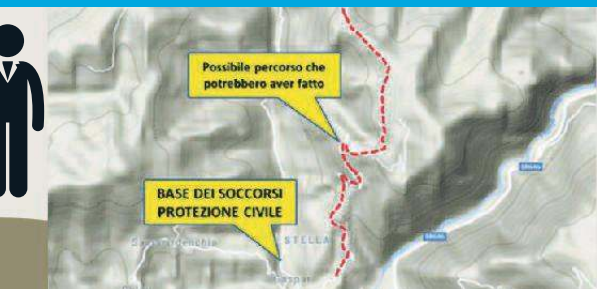 Possibile percorso che
potrebbero aver fatto
BASE DEI SOCCORSI
PROTEZIONE CIVILE
STELLA